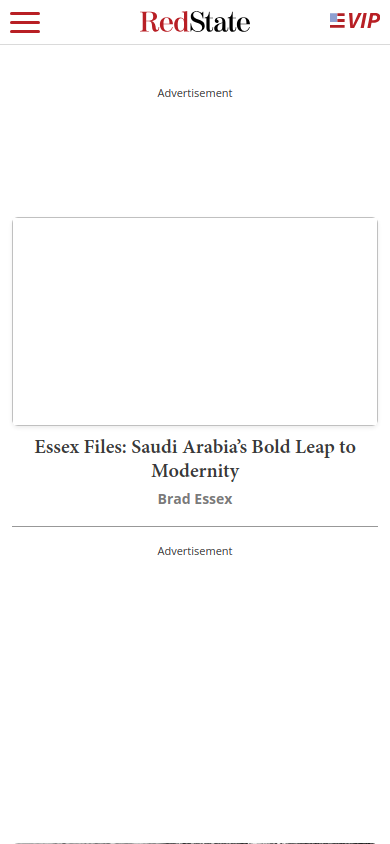 RedState
VIP
Advertisement
Essex Files: Saudi Arabia’s Bold Leap to
Modernity
Brad Essex
Advertisement